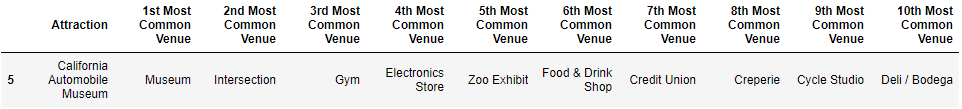 Attraction 1st Most Common Venue 2nd Most Common Venue 3rd Most Common Venue 4th Most Common Venue 5th Most Common Venue 6th Most Common Venue 7th Most Common Venue 8th Most Common Venue 9th Most Common Venue 10th Most Common Venue
5 California Automobile Museum Museum Intersection Gym Electronics Store Zoo Exhibit Food & Drink Shop Credit Union Creperie Cycle Studio Deli / Bodega